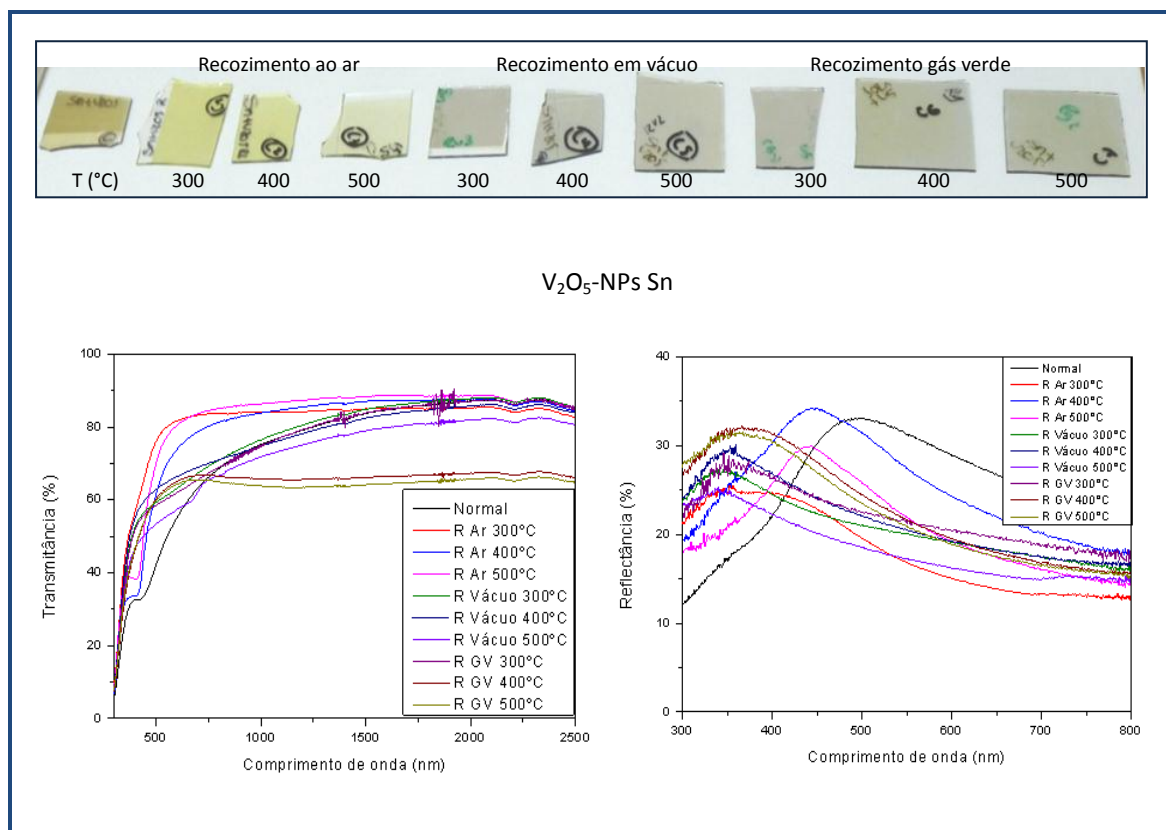 Recozimento ao ar Recozimento em vácuo Recozimento gás verde
T (°C) 300 400 500 300 400 500 300 400 500
V₂O₅-NPs Sn
100
80
60
40
20
0
Transmitância (%)
500 1000 1500 2000 2500
Comprimento de onda (nm)
Normal
R Ar 300°C
R Ar 400°C
R Ar 500°C
R Vácuo 300°C
R Vácuo 400°C
R Vácuo 500°C
R GV 300°C
R GV 400°C
R GV 500°C
40
30
20
10
0
Reflectância (%)
300 400 500 600 700 800
Comprimento de onda (nm)
Normal
R Ar 300°C
R Ar 400°C
R Ar 500°C
R Vácuo 300°C
R Vácuo 400°C
R Vácuo 500°C
R GV 300°C
R GV 400°C
R GV 500°C